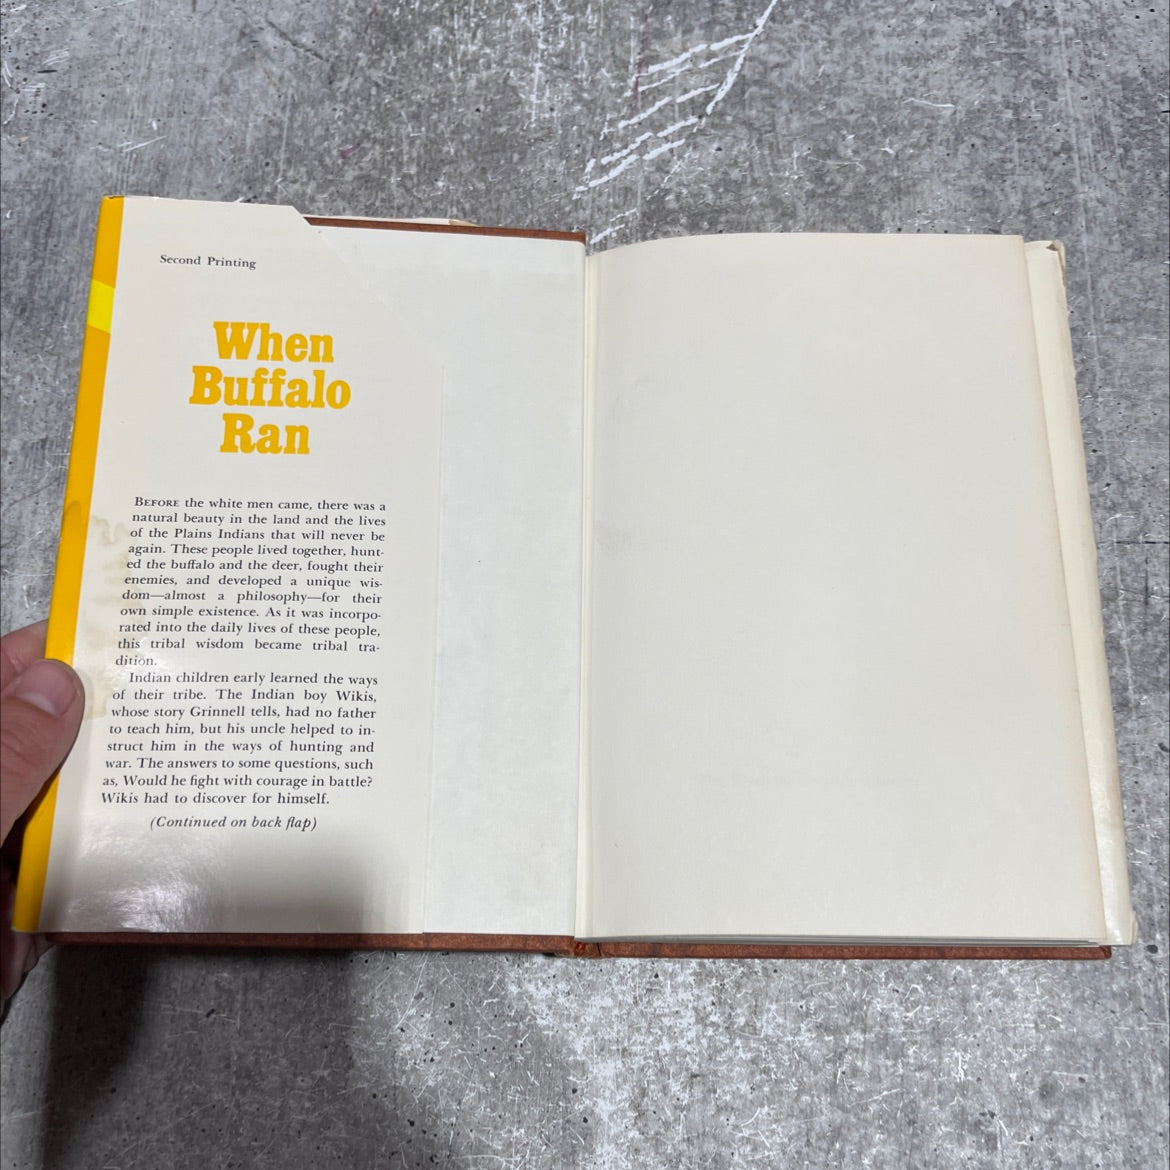 Second Printing
When
Buffalo
Ran
BEFORE the white men came, there was a
natural beauty in the land and the lives
of the Plains Indians that will never be
again. These people lived together, hunt-
ed the buffalo and the deer, fought their
enemies, and developed a unique wis-
dom—almost a philosophy—for their
own simple existence. As it was incorpo-
rated into the daily lives of these people,
this tribal wisdom became tribal tra-
dition.
Indian children early learned the ways
of their tribe. The Indian boy Wikis,
whose story Grinnell tells, had no father
to teach him, but his uncle helped to in-
struct him in the ways of hunting and
war. The answers to some questions, such
as, Would he fight with courage in battle?
Wikis had to discover for himself.
(Continued on back flap)